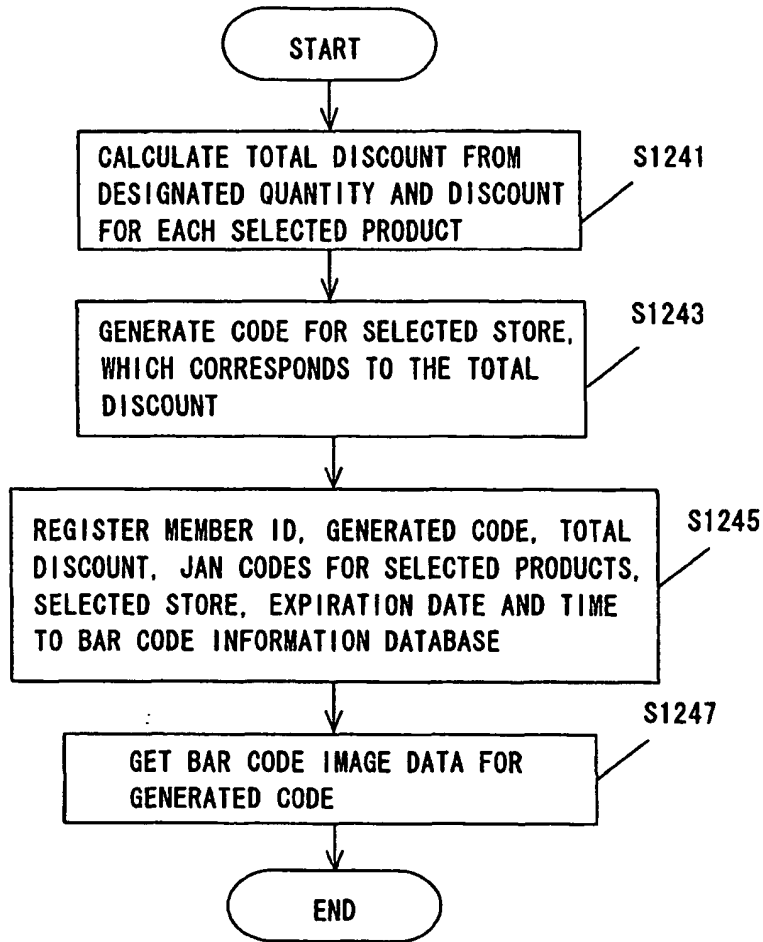 START
CALCULATE TOTAL DISCOUNT FROM
DESIGNATED QUANTITY AND DISCOUNT
FOR EACH SELECTED PRODUCT
S1241
GENERATE CODE FOR SELECTED STORE,
WHICH CORRESPONDS TO THE TOTAL
DISCOUNT
S1243
REGISTER MEMBER ID, GENERATED CODE, TOTAL
DISCOUNT, JAN CODES FOR SELECTED PRODUCTS,
SELECTED STORE, EXPIRATION DATE AND TIME
TO BAR CODE INFORMATION DATABASE
S1245
GET BAR CODE IMAGE DATA FOR
GENERATED CODE
S1247
END